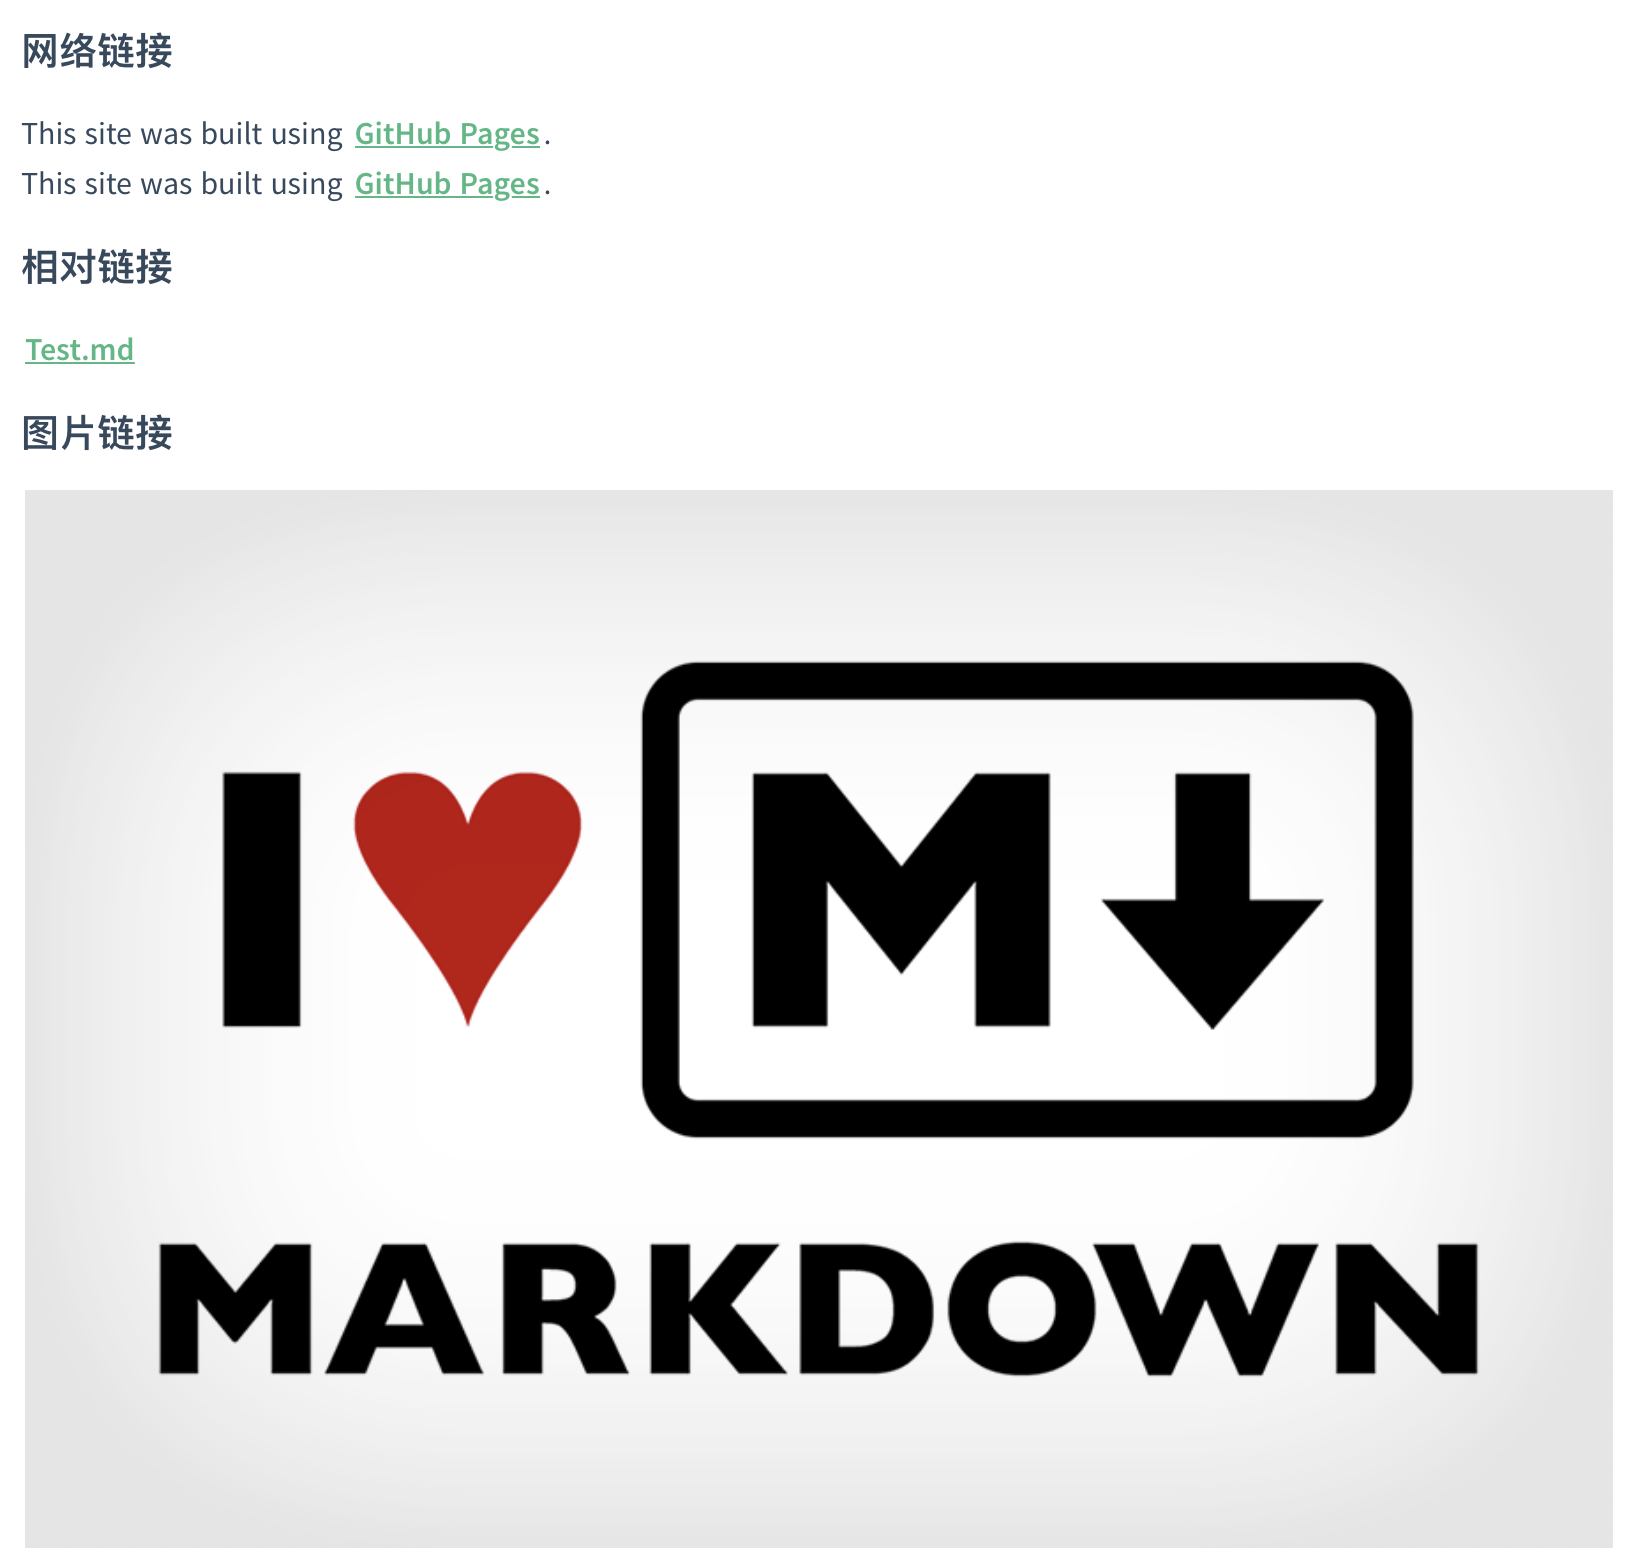 网络链接
This site was built using GitHub Pages.
This site was built using GitHub Pages.
相对链接
Test.md
图片链接
I ♥ M↓
MARKDOWN